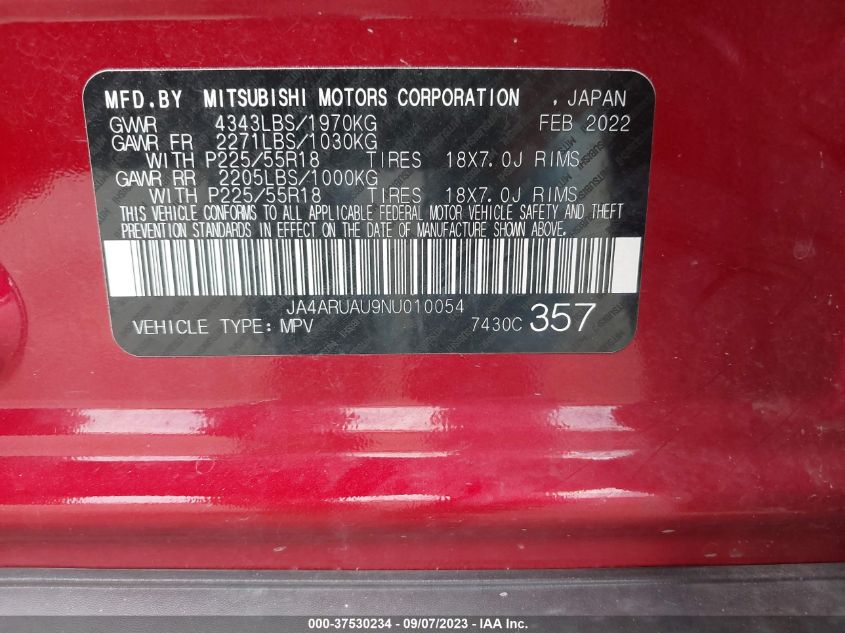 MFD.BY MITSUBISHI MOTORS CORPORATION , JAPAN
GVWR 4343LBS/1970KG FEB 2022
GAWR FR 2271LBS/1030KG
WITH P225/55R18 TIRES 18X7.0J RIMS
GAWR RR 2205LBS/1000KG
WITH P225/55R18 TIRES 18X7.0J RIMS
THIS VEHICLE CONFORMS TO ALL APPLICABLE FEDERAL MOTOR VEHICLE SAFETY AND THEFT
PREVENTION STANDARDS IN EFFECT ON THE DATE OF MANUFACTURE SHOWN ABOVE.
JA4ARUAU9NU010054
VEHICLE TYPE: MPV 7430C 357
000-37530234 - 09/07/2023 - © IAA, Inc.